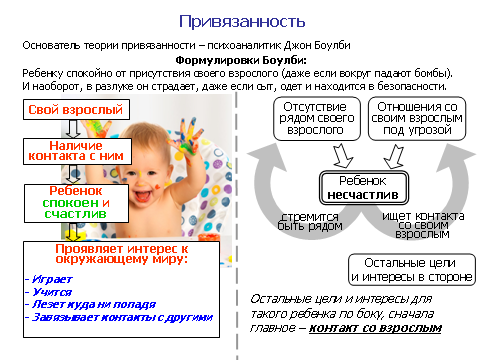 Привязанность
Основатель теории привязанности – психоаналитик Джон Боулби
Формулировки Боулби:
Ребенку спокойно от присутствия своего взрослого (даже если вокруг падают бомбы).
И наоборот, в разлуке он страдает, даже если сыт, одет и находится в безопасности.
Свой взрослый
Наличие
контакта с ним
Ребенок
спокоен и
счастлив
Проявляет интерес к
окружающему миру:
- Играет
- Учится
- Лезет куда ни попадя
- Завязывает контакты с другими
Отсутствие
рядом своего
взрослого
Отношения со
своим взрослым
под угрозой
Ребенок
несчастлив
стремится
быть рядом
ищет контакта
со своим
взрослым
Остальные цели
и интересы в стороне
Остальные цели и интересы для
такого ребенка по боку, сначала
главное – контакт со взрослым